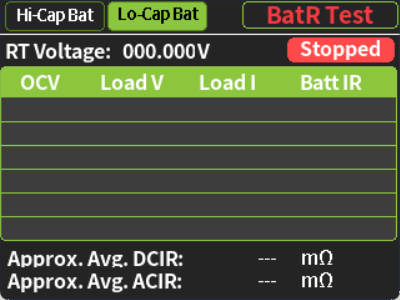 Hi-Cap Bat Lo-Cap Bat BatR Test
RT Voltage: 000.000V Stopped
OCV Load V Load I Batt IR
Approx. Avg. DCIR: --- mΩ
Approx. Avg. ACIR: --- mΩ